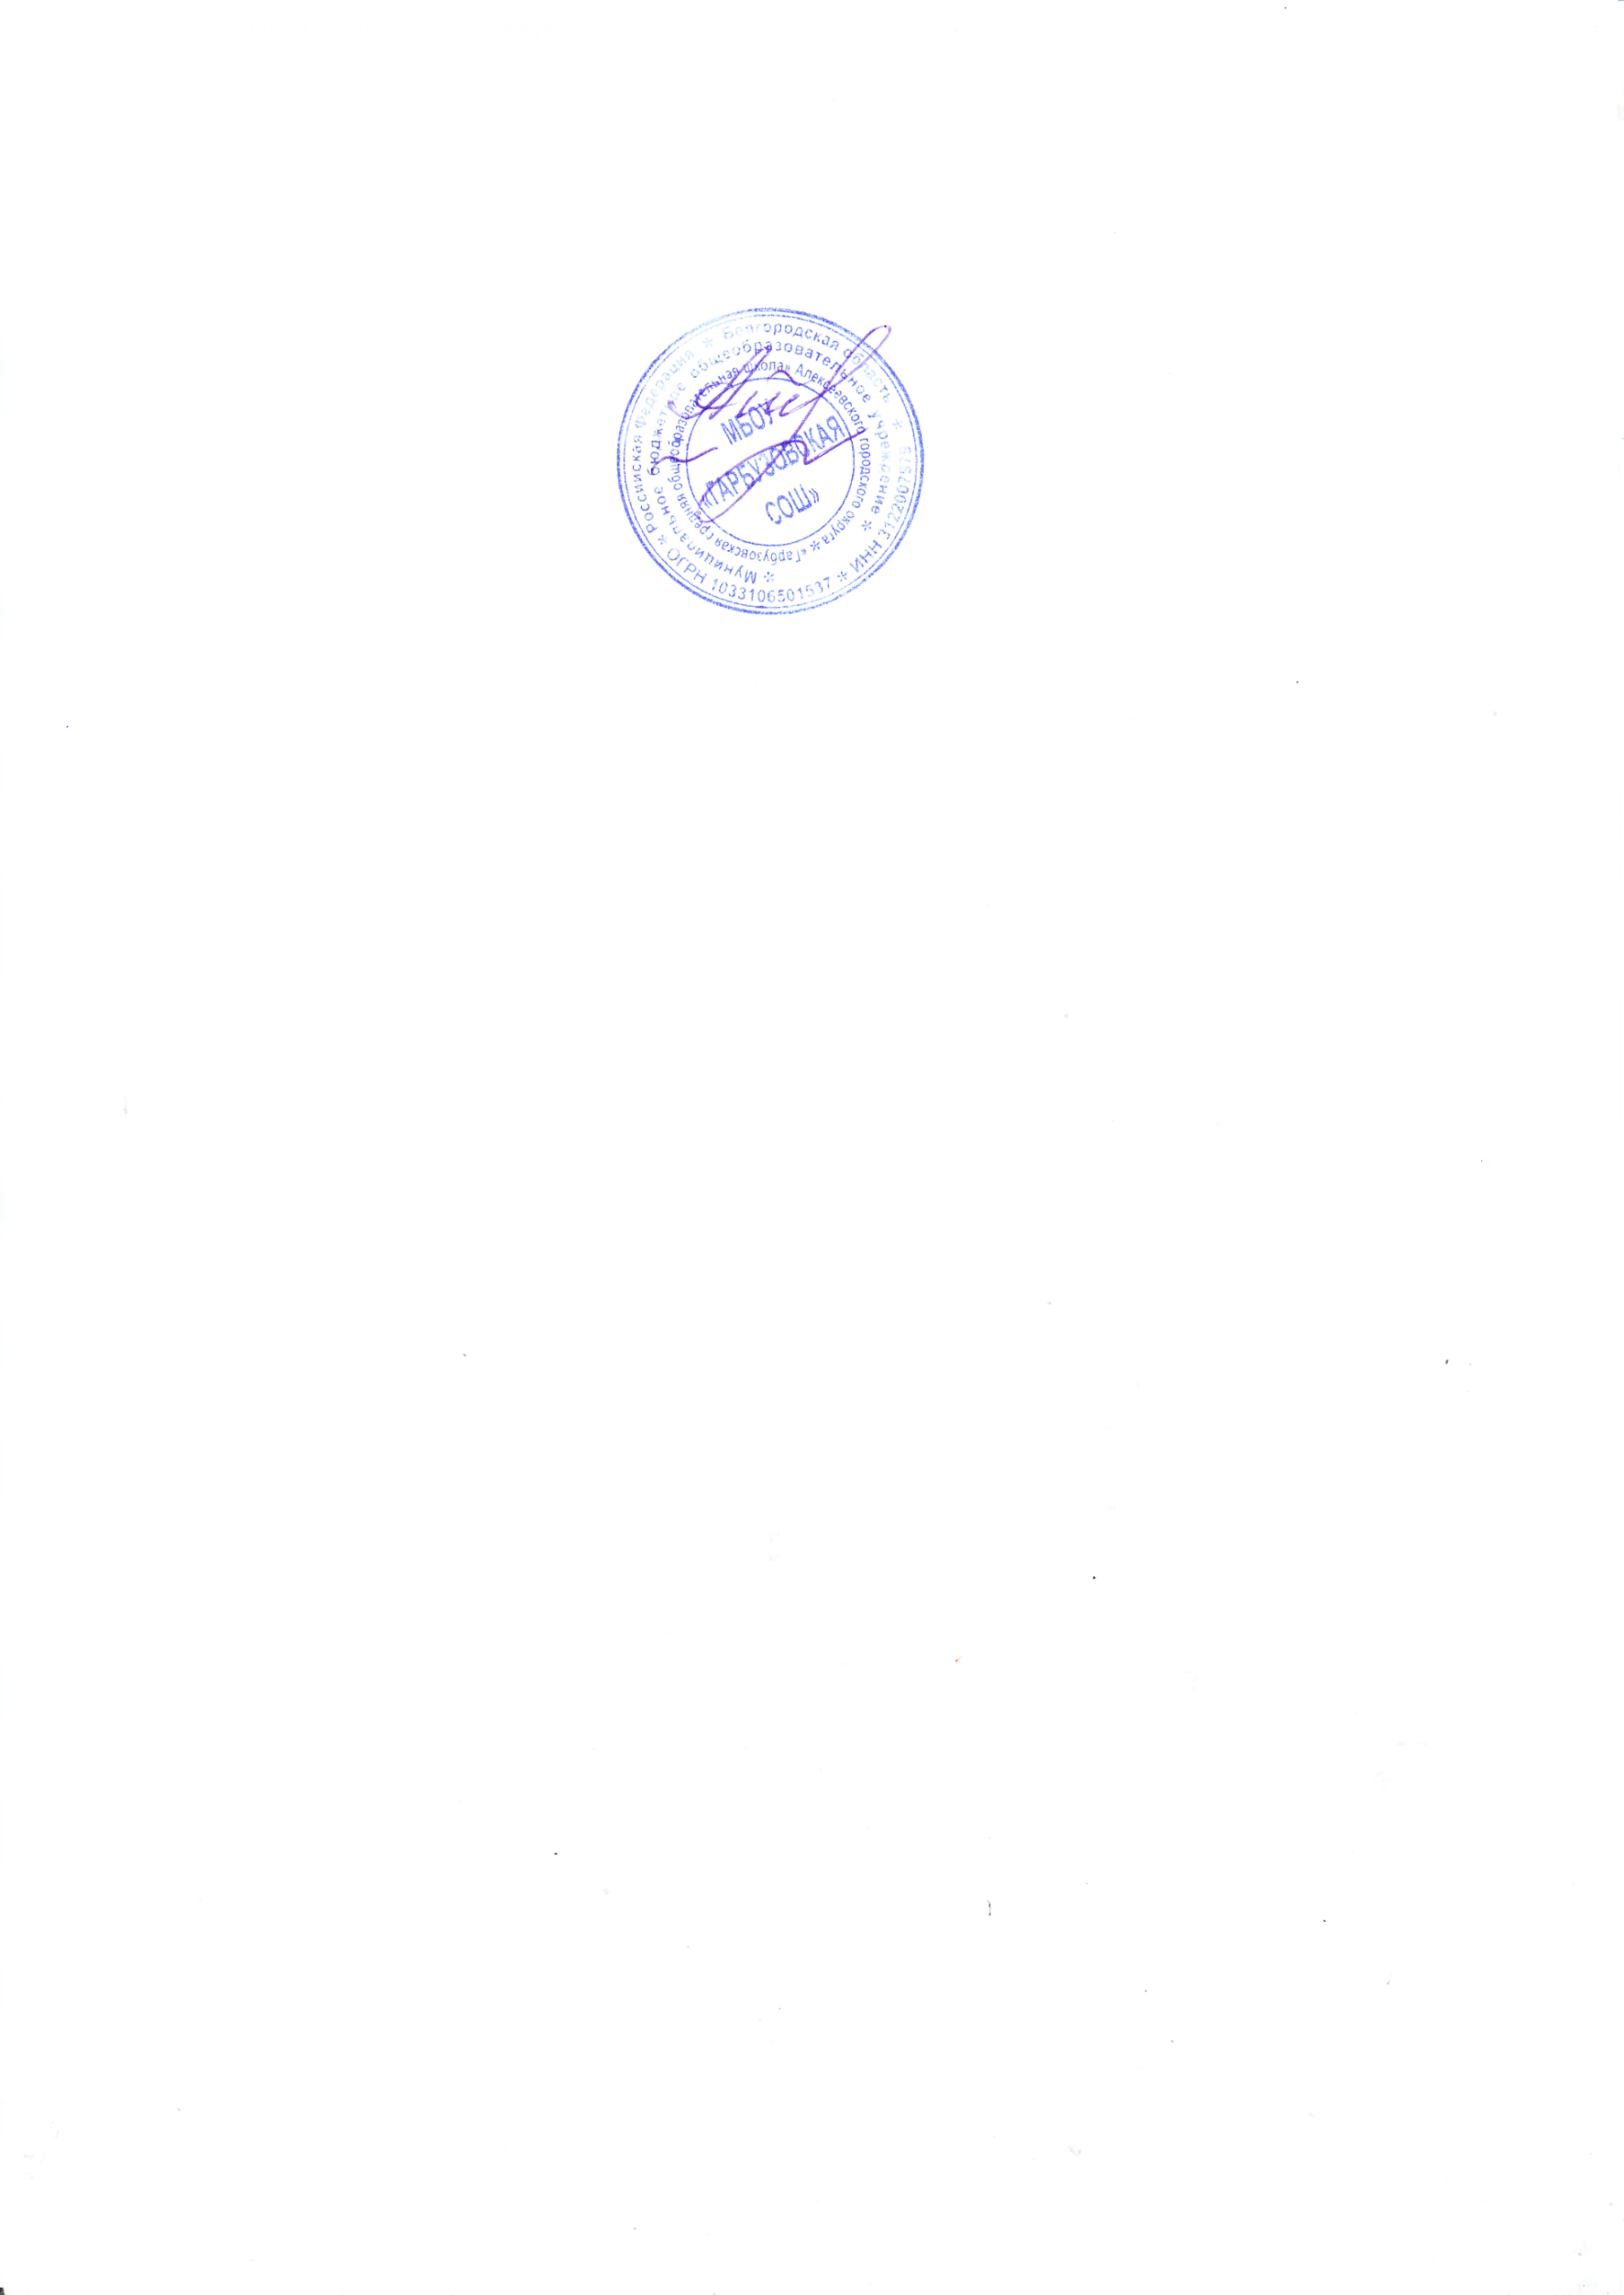 ✻ Российская Федерация ✻ Белгородская область ✻ ИНН 3122007575 ✻ ОГРН 1033106501537
✻ Муниципальное бюджетное общеобразовательное учреждение ✻
«Гарбузовская средняя общеобразовательная школа» Алексеевского городского округа ✻
МБОУ
«ГАРБУЗОВСКАЯ
СОШ»